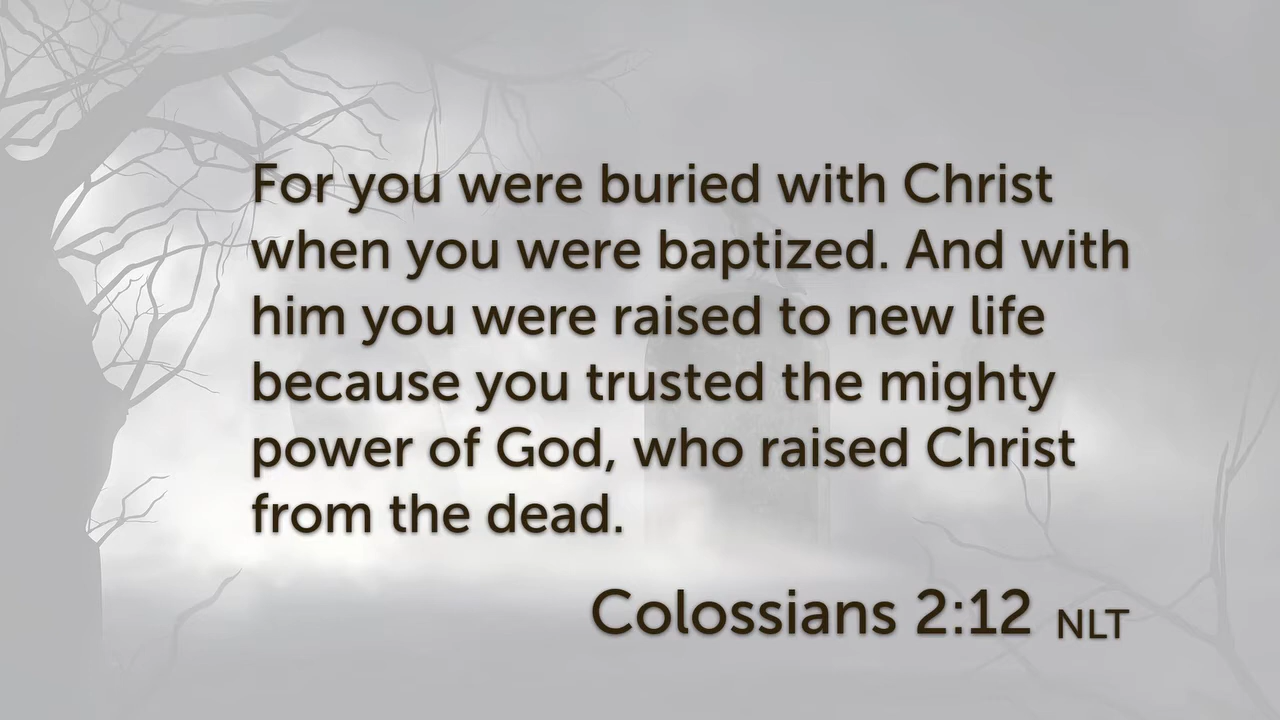 For you were buried with Christ
when you were baptized. And with
him you were raised to new life
because you trusted the mighty
power of God, who raised Christ
from the dead.
Colossians 2:12 NLT